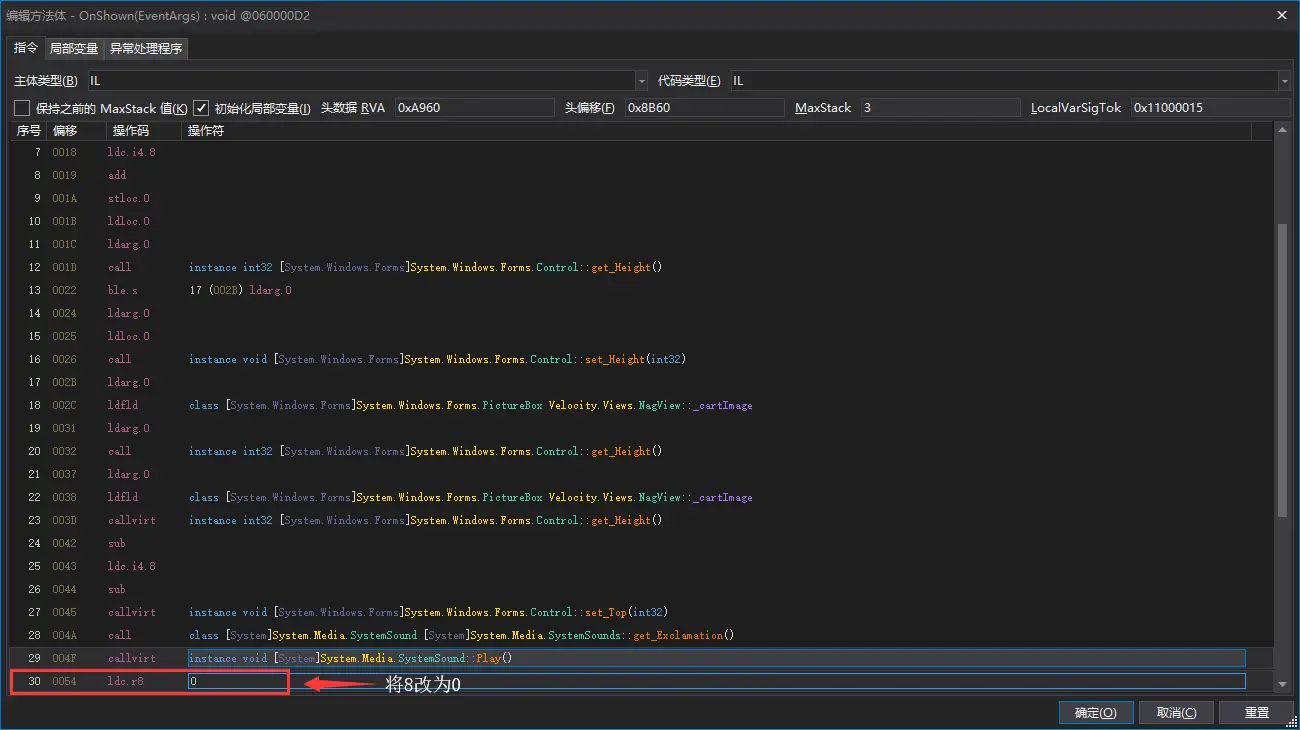 编辑方法体 - OnShown(EventArgs) : void @060000D2
指令 局部变量 异常处理程序
主体类型(B) IL 代码类型(E) IL
保持之前的 MaxStack 值(K) 初始化局部变量(I) 头数据 RVA 0xA960 头偏移(F) 0x8B60 MaxStack 3 LocalVarSigTok 0x11000015
序号 偏移 操作码 操作符
7 0018 ldc.i4.8
8 0019 add
9 001A stloc.0
10 001B ldloc.0
11 001C ldarg.0
12 001D call instance int32 [System.Windows.Forms]System.Windows.Forms.Control::get_Height()
13 0022 ble.s 17 (002B) ldarg.0
14 0024 ldarg.0
15 0025 ldloc.0
16 0026 call instance void [System.Windows.Forms]System.Windows.Forms.Control::set_Height(int32)
17 002B ldarg.0
18 002C ldfld class [System.Windows.Forms]System.Windows.Forms.PictureBox Velocity.Views.NagView::_cartImage
19 0031 ldarg.0
20 0032 call instance int32 [System.Windows.Forms]System.Windows.Forms.Control::get_Height()
21 0037 ldarg.0
22 0038 ldfld class [System.Windows.Forms]System.Windows.Forms.PictureBox Velocity.Views.NagView::_cartImage
23 003D callvirt instance int32 [System.Windows.Forms]System.Windows.Forms.Control::get_Height()
24 0042 sub
25 0043 ldc.i4.8
26 0044 sub
27 0045 callvirt instance void [System.Windows.Forms]System.Windows.Forms.Control::set_Top(int32)
28 004A call class [System]System.Media.SystemSound [System]System.Media.SystemSounds::get_Exclamation()
29 004F callvirt instance void [System]System.Media.SystemSound::Play()
30 0054 ldc.r8 0 将8改为0
确定(O) 取消(C) 重置